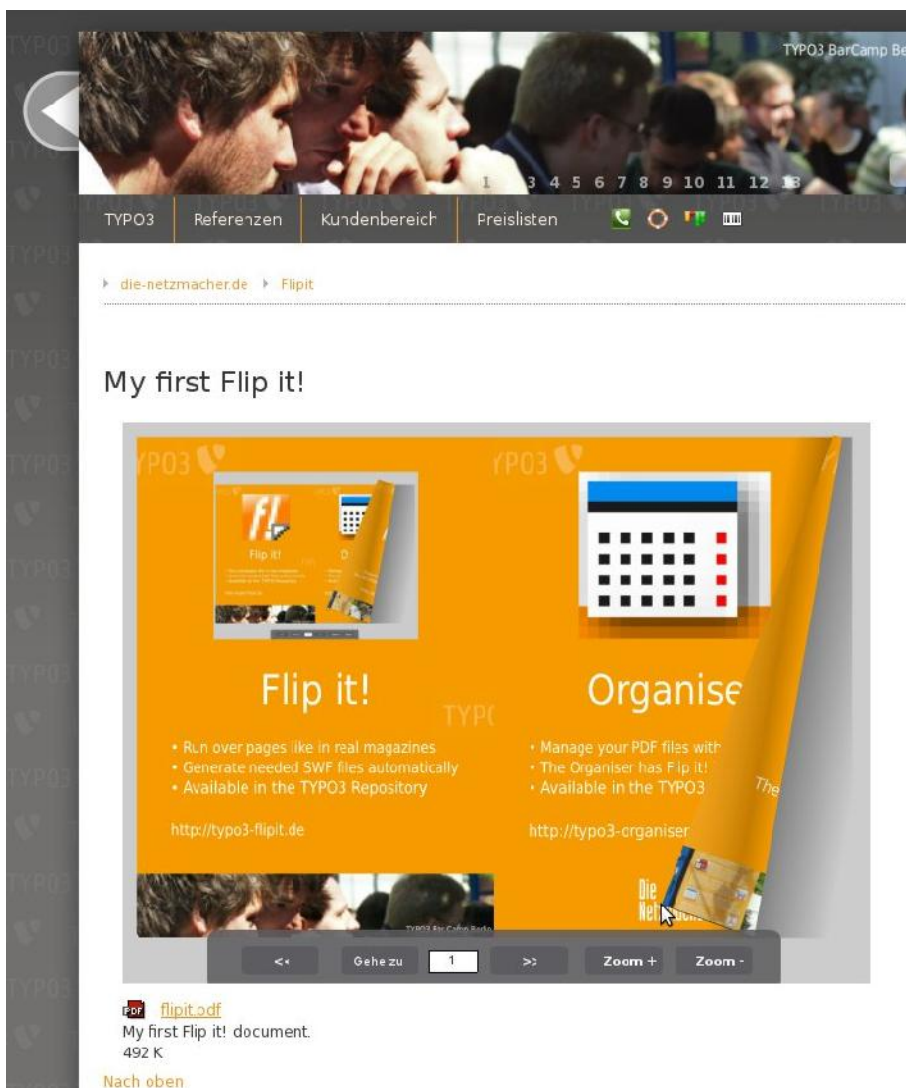 TYPO3 BarCamp Be
1 3 4 5 6 7 8 9 10 11 12 13
TYPO3 Referenzen Kundenbereich Preislisten
die-netzmacher.de Flipit
My first Flip it!
TYPO3
Flip it!
• Run over pages like in real magazines
• Generate needed SWF files automatically
• Available in the TYPO3 Repository
http://typo3-flipit.de
Organise
• Manage your PDF files with
• The Organiser has Flip it!
• Available in the TYPO3
The
http://typo3-organiser
Die
<< Gehe zu 1 >> Zoom + Zoom -
PDF flipit.pdf
My first Flip it! document.
492 K
Nach oben